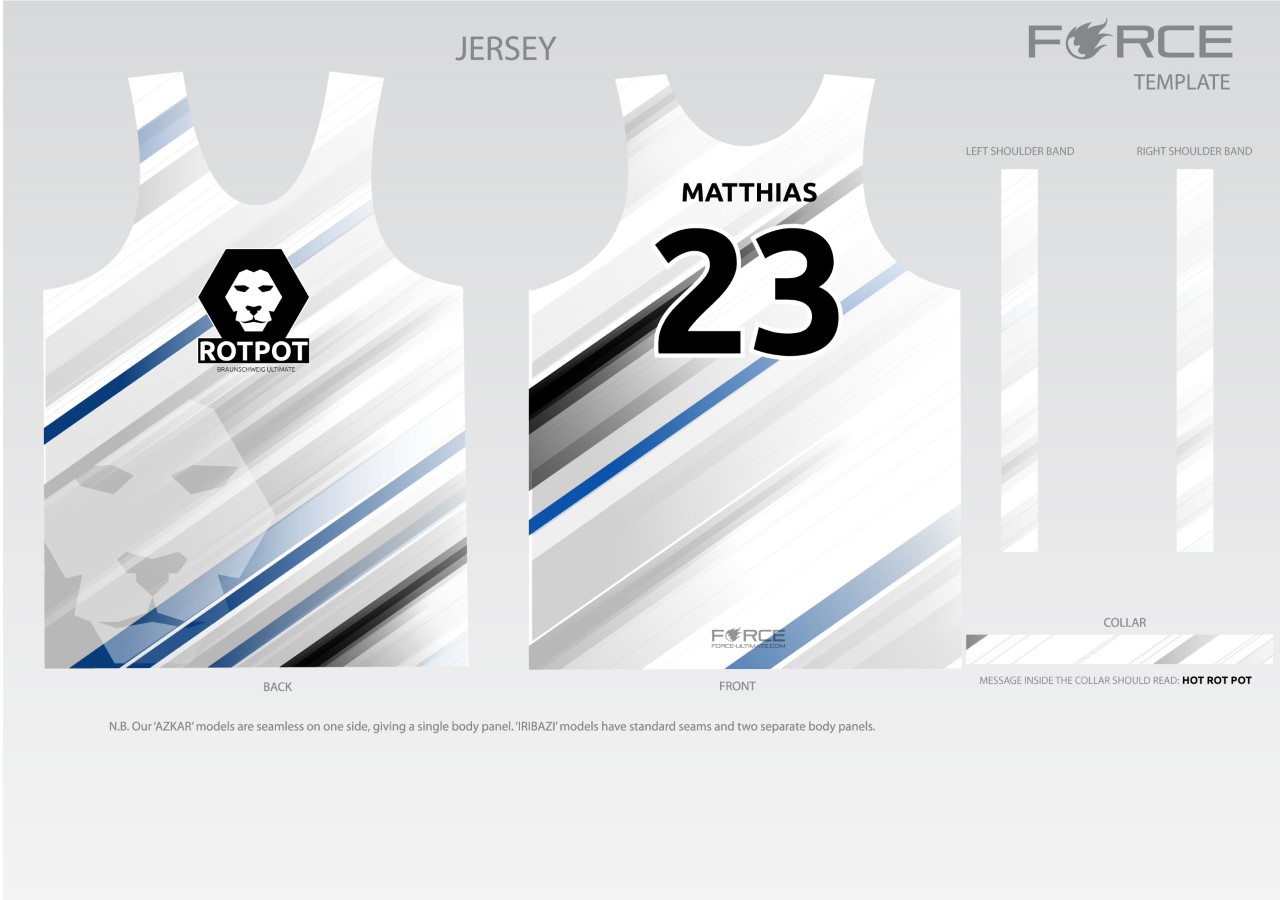 JERSEY
FORCE
TEMPLATE
LEFT SHOULDER BAND
RIGHT SHOULDER BAND
MATTHIAS
23
ROTPOT
BRAUNSCHWEIG ULTIMATE
FORCE
FORCE-ULTIMATE.COM
COLLAR
MESSAGE INSIDE THE COLLAR SHOULD READ: HOT ROT POT
BACK
FRONT
N.B. Our 'AZKAR' models are seamless on one side, giving a single body panel. 'IRIBAZI' models have standard seams and two separate body panels.